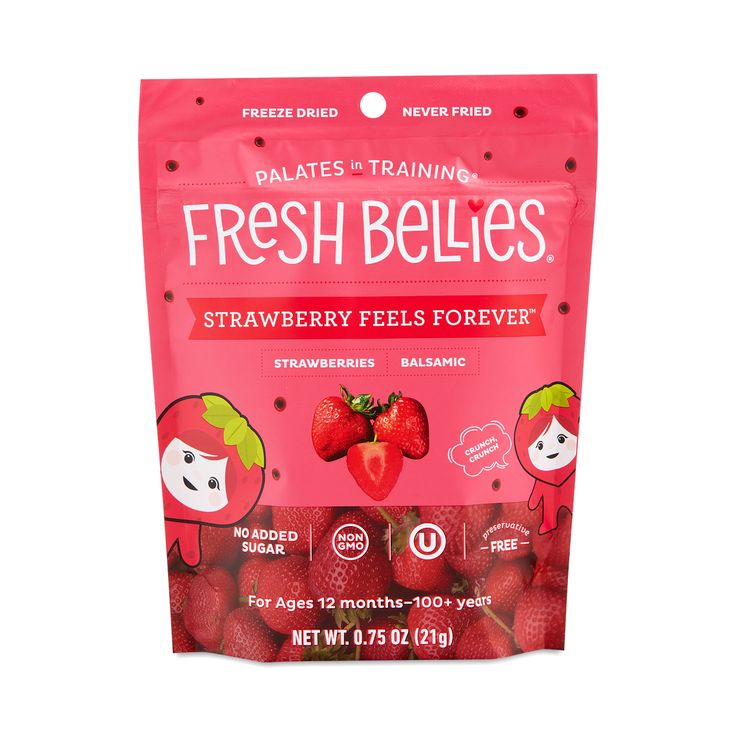 FREEZE DRIED NEVER FRIED
PALATES in TRAINING®
FRESH BELLIES®
STRAWBERRY FEELS FOREVER™
STRAWBERRIES BALSAMIC
CRUNCH,
CRUNCH
NO ADDED
SUGAR
NON
GMO
U
preservative
FREE
For Ages 12 months–100+ years
NET WT. 0.75 OZ (21g)